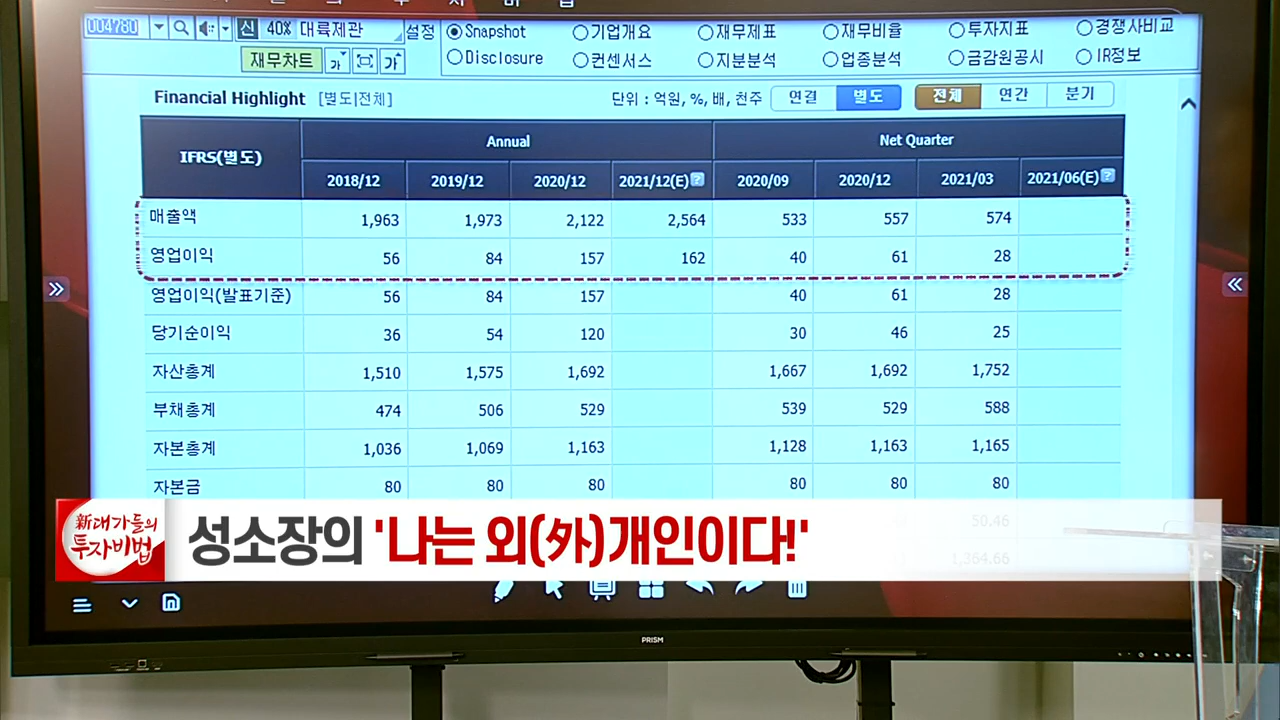 004780 신 40% 대륙제관 설정 Snapshot 기업개요 재무제표 재무비율 투자지표 경쟁사비교
재무차트 가 가 Disclosure 컨센서스 지분분석 업종분석 금감원공시 IR정보
Financial Highlight [별도|전체] 단위 : 억원, %, 배, 천주 연결 별도 전체 연간 분기
IFRS(별도) Annual Net Quarter
2018/12 2019/12 2020/12 2021/12(E) 2020/09 2020/12 2021/03 2021/06(E)
매출액 1,963 1,973 2,122 2,564 533 557 574
영업이익 56 84 157 162 40 61 28
영업이익(발표기준) 56 84 157 40 61 28
당기순이익 36 54 120 30 46 25
자산총계 1,510 1,575 1,692 1,667 1,692 1,752
부채총계 474 506 529 539 529 588
자본총계 1,036 1,069 1,163 1,128 1,163 1,165
자본금 80 80 80 80 80 80
50.46
1,364.66
新대가들의
투자비법
성소장의 '나는 외(外)개인이다!'
PRISM